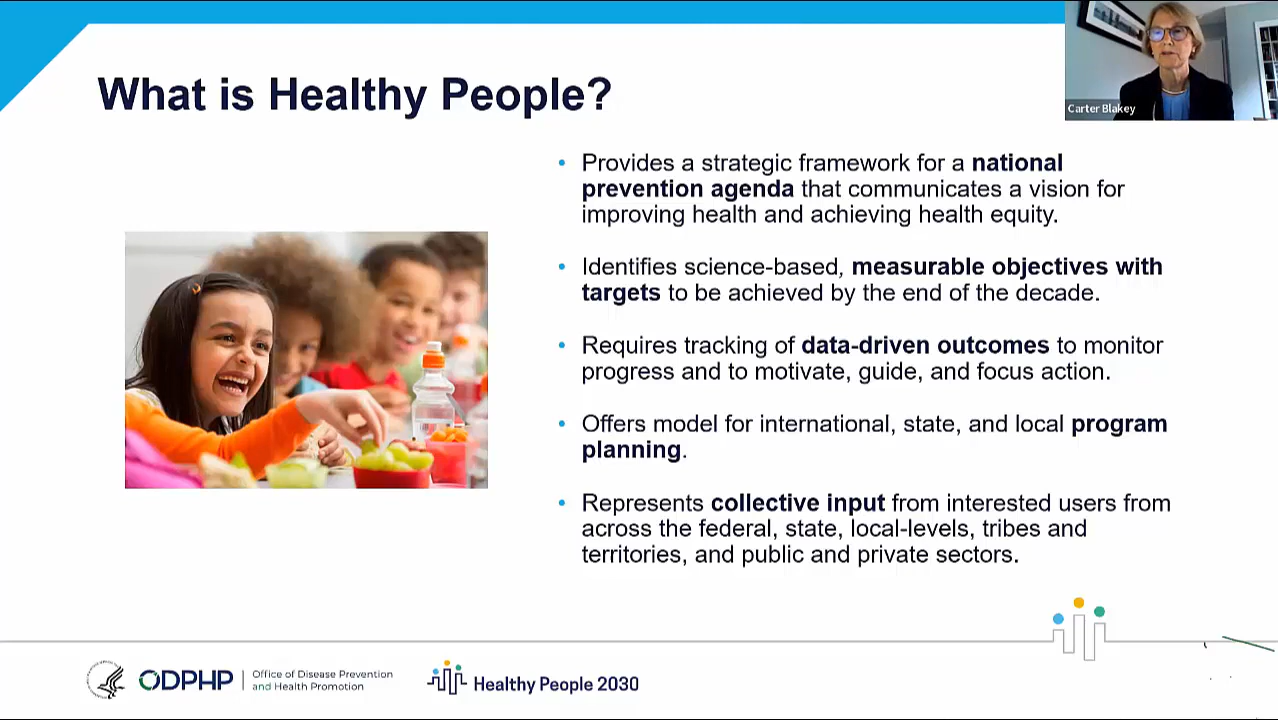 Carter Blakey
What is Healthy People?
• Provides a strategic framework for a national
prevention agenda that communicates a vision for
improving health and achieving health equity.
• Identifies science-based, measurable objectives with
targets to be achieved by the end of the decade.
• Requires tracking of data-driven outcomes to monitor
progress and to motivate, guide, and focus action.
• Offers model for international, state, and local program
planning.
• Represents collective input from interested users from
across the federal, state, local-levels, tribes and
territories, and public and private sectors.
ODPHP
Office of Disease Prevention
and Health Promotion
Healthy People 2030